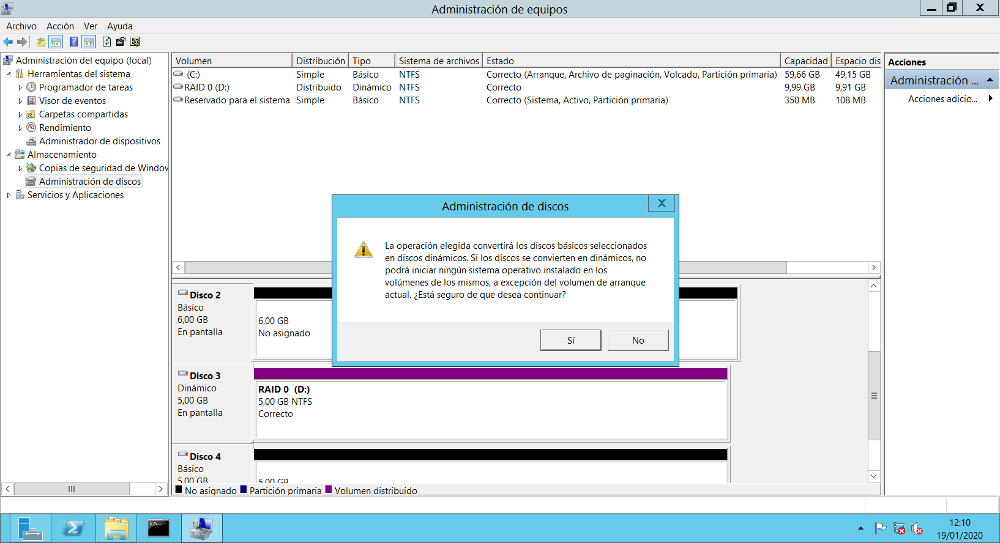 Administración de equipos
Archivo Acción Ver Ayuda
Administración del equipo (local)
Herramientas del sistema
Programador de tareas
Visor de eventos
Carpetas compartidas
Rendimiento
Administrador de dispositivos
Almacenamiento
Copias de seguridad de Window
Administración de discos
Servicios y Aplicaciones
Volumen Distribución Tipo Sistema de archivos Estado Capacidad Espacio dis
(C:) Simple Básico NTFS Correcto (Arranque, Archivo de paginación, Volcado, Partición primaria) 59,66 GB 49,15 GB
RAID 0 (D:) Distribuido Dinámico NTFS Correcto 9,99 GB 9,91 GB
Reservado para el sistema Simple Básico NTFS Correcto (Sistema, Activo, Partición primaria) 350 MB 108 MB
Acciones
Administración ...
Acciones adicio...
Administración de discos
X
La operación elegida convertirá los discos básicos seleccionados
en discos dinámicos. Si los discos se convierten en dinámicos, no
podrá iniciar ningún sistema operativo instalado en los
volúmenes de los mismos, a excepción del volumen de arranque
actual. ¿Está seguro de que desea continuar?
Sí No
Disco 2
Básico
6,00 GB
En pantalla
6,00 GB
No asignado
Disco 3
Dinámico
5,00 GB
En pantalla
RAID 0 (D:)
5,00 GB NTFS
Correcto
Disco 4
Básico
5,00 GB
5,00 GB
No asignado Partición primaria Volumen distribuido
12:10
19/01/2020